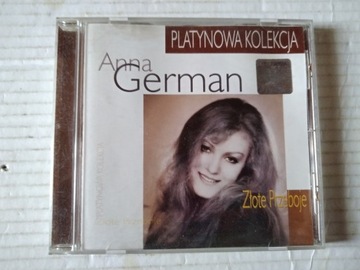 PLATYNOWA KOLEKCJA
Anna
German
Złote Przeboje